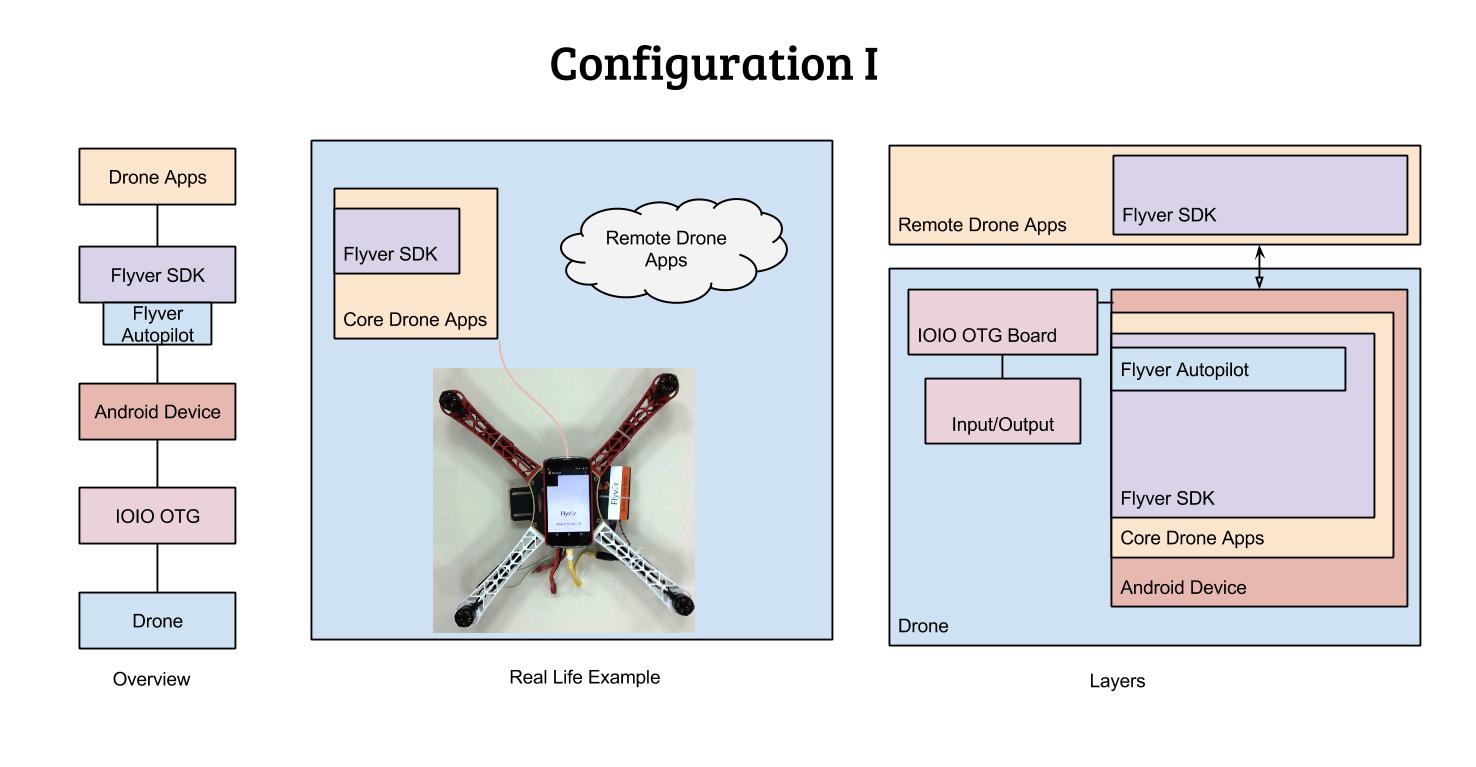 Configuration I
Drone Apps
Flyver SDK
Flyver
Autopilot
Android Device
IOIO OTG
Drone
Overview
Flyver SDK
Core Drone Apps
Remote Drone
Apps
Flyver
Flyver
Real Life Example
Remote Drone Apps
Flyver SDK
IOIO OTG Board
Input/Output
Flyver Autopilot
Flyver SDK
Core Drone Apps
Android Device
Drone
Layers